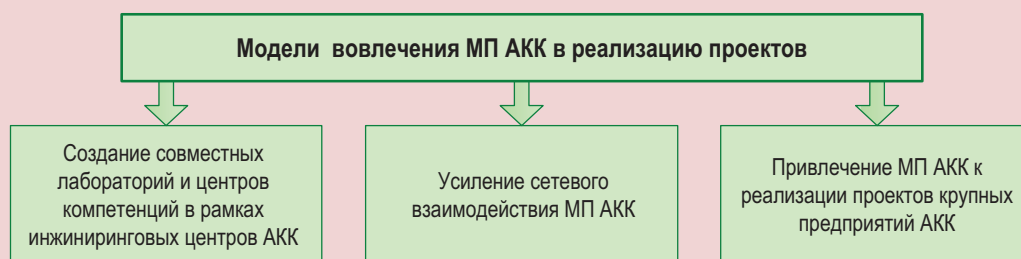 Модели вовлечения МП АКК в реализацию проектов
Создание совместных
лабораторий и центров
компетенций в рамках
инжиниринговых центров АКК
Усиление сетевого
взаимодействия МП АКК
Привлечение МП АКК к
реализации проектов крупных
предприятий АКК